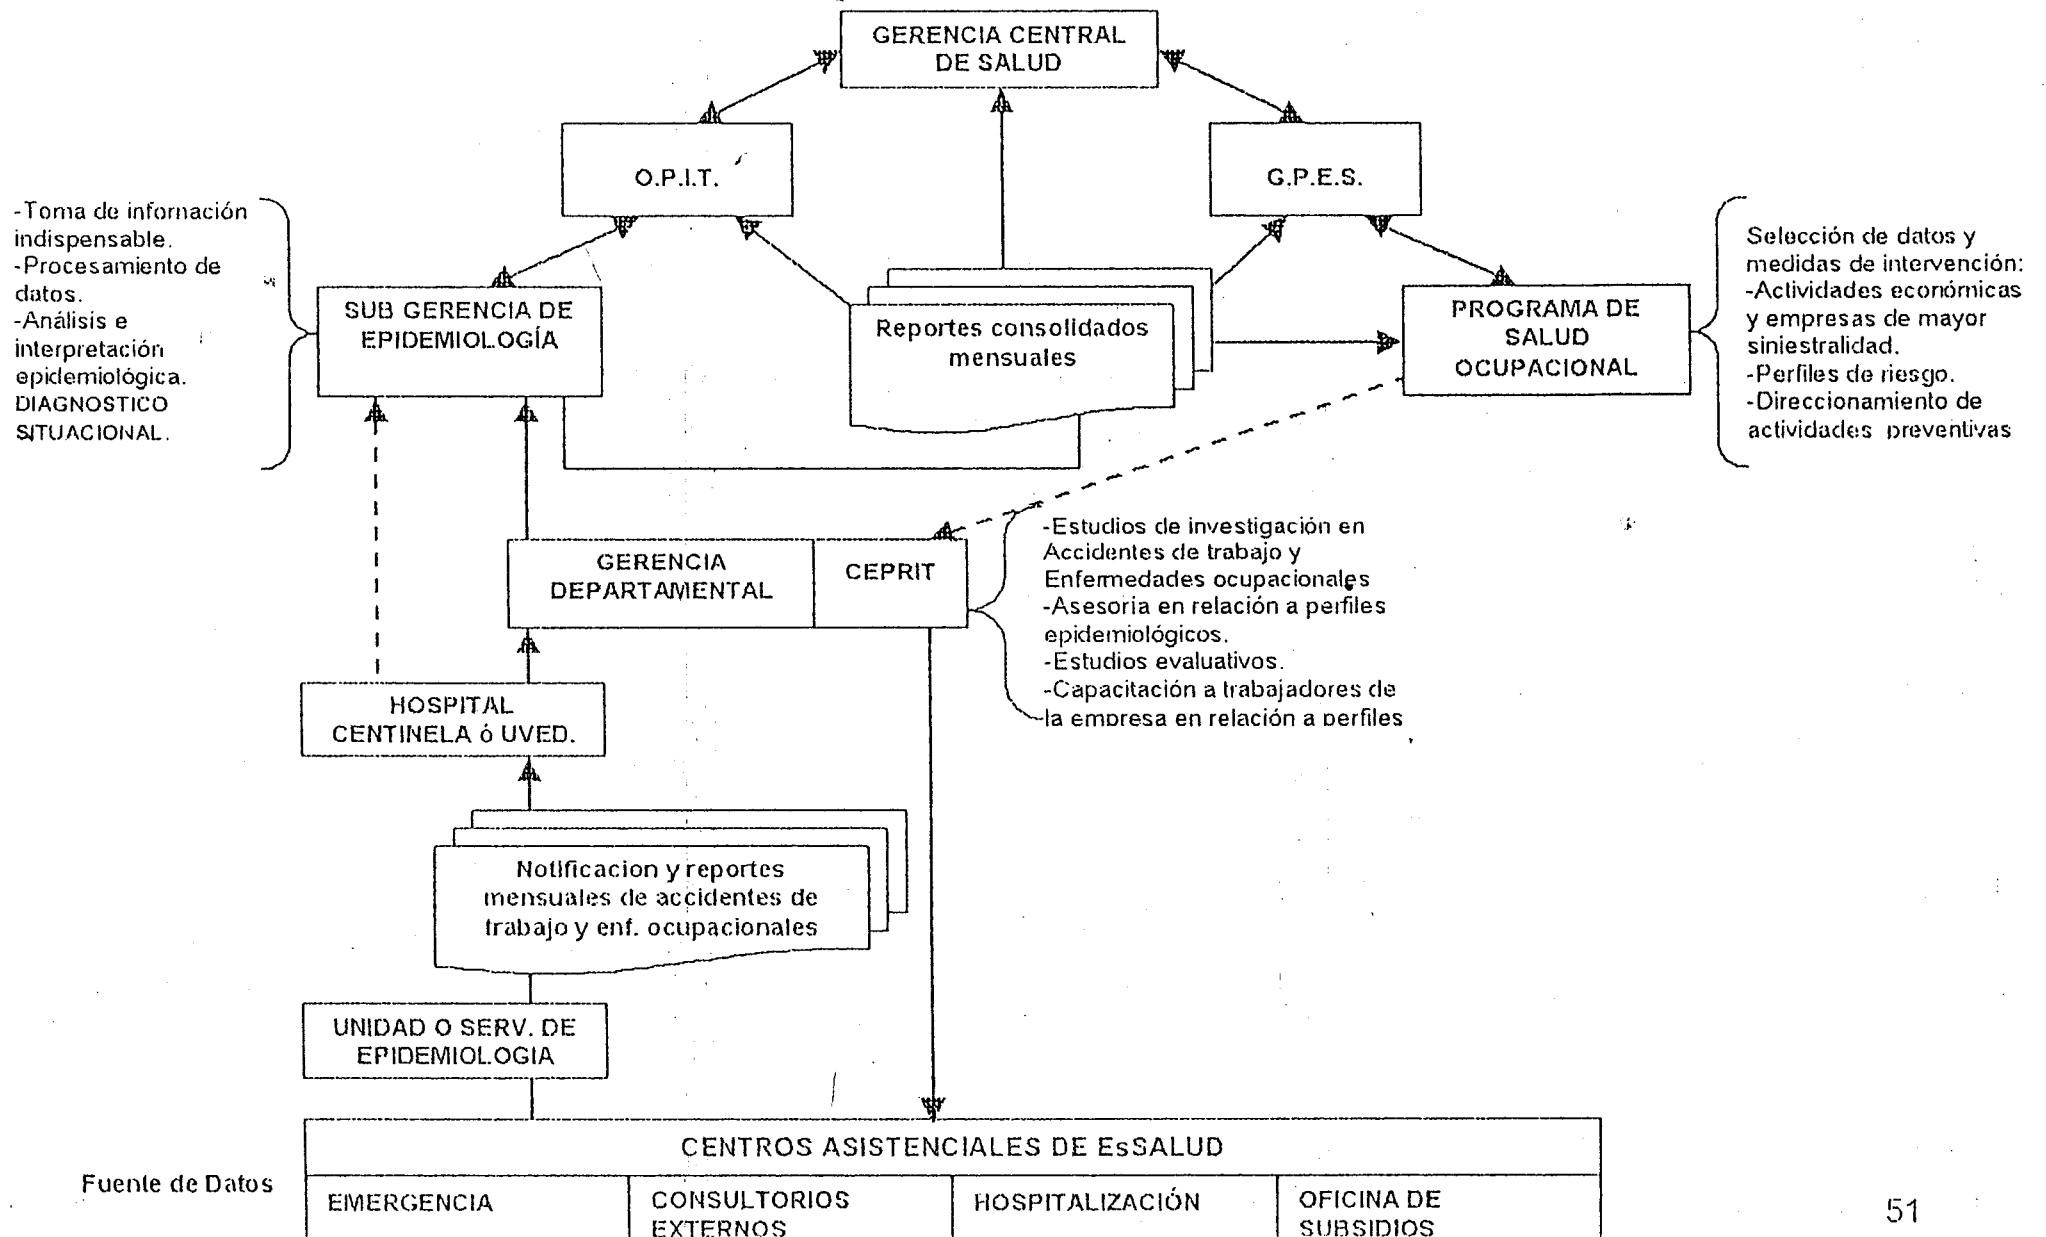 GERENCIA CENTRAL
DE SALUD
O.P.I.T.
G.P.E.S.
-Toma de infornación
indispensable.
-Procesamiento de
datos.
-Análisis e
interpretación
epidemiológica.
DIAGNOSTICO
SITUACIONAL.
SUB GERENCIA DE
EPIDEMIOLOGÍA
Reportes consolidados
mensuales
PROGRAMA DE
SALUD
OCUPACIONAL
Selección de datos y
medidas de intervención:
-Actividades económicas
y empresas de mayor
siniestralidad.
-Perfiles de riesgo.
-Direccionamiento de
actividades preventivas
GERENCIA
DEPARTAMENTAL
CEPRIT
-Estudios de investigación en
Accidentes de trabajo y
Enfermedades ocupacionales
-Asesoria en relación a perfiles
epidemiológicos.
-Estudios evaluativos.
-Capacitación a trabajadores de
la empresa en relación a perfiles
HOSPITAL
CENTINELA ó UVED.
Notificacion y reportes
mensuales de accidentes de
trabajo y enf. ocupacionales
UNIDAD O SERV. DE
EPIDEMIOLOGIA
CENTROS ASISTENCIALES DE EsSALUD
Fuente de Datos
EMERGENCIA
CONSULTORIOS
EXTERNOS
HOSPITALIZACIÓN
OFICINA DE
SUBSIDIOS
51